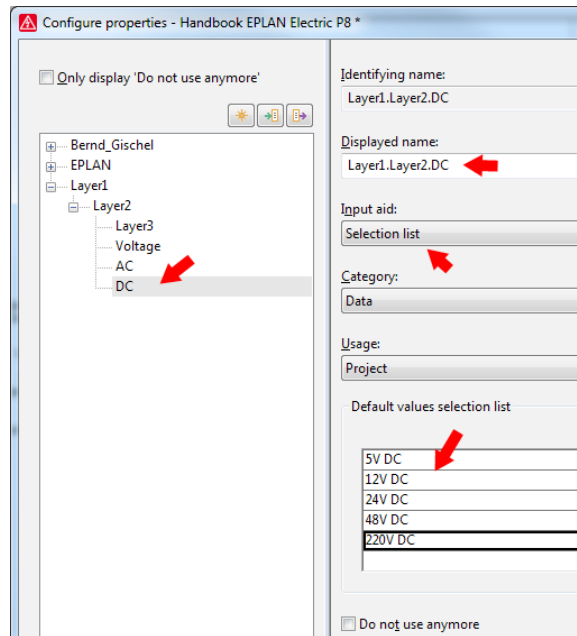 Configure properties - Handbook EPLAN Electric P8 *
Only display 'Do not use anymore'
Bernd_Gischel
EPLAN
Layer1
Layer2
Layer3
Voltage
AC
DC
Identifying name:
Layer1.Layer2.DC
Displayed name:
Layer1.Layer2.DC
Input aid:
Selection list
Category:
Data
Usage:
Project
Default values selection list
5V DC
12V DC
24V DC
48V DC
220V DC
Do not use anymore